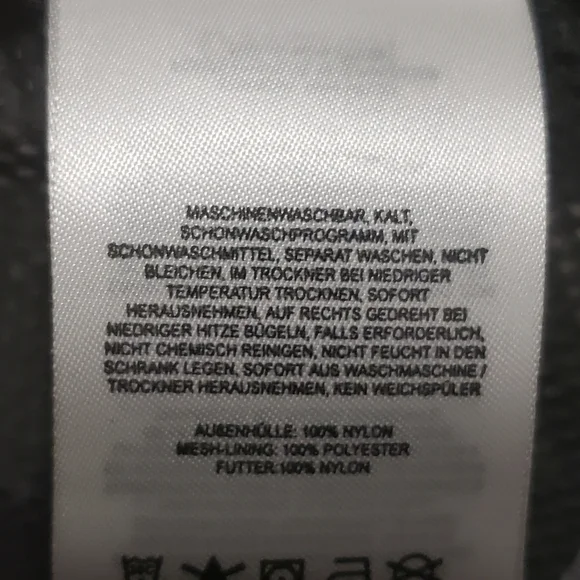 MASCHINENWASCHBAR, KALT,
SCHONWASCHPROGRAMM, MIT
SCHONWASCHMITTEL, SEPARAT WASCHEN, NICHT
BLEICHEN, IM TROCKNER BEI NIEDRIGER
TEMPERATUR TROCKNEN, SOFORT
HERAUSNEHMEN, AUF RECHTS GEDREHT BEI
NIEDRIGER HITZE BÜGELN, FALLS ERFORDERLICH,
NICHT CHEMISCH REINIGEN, NICHT FEUCHT IN DEN
SCHRANK LEGEN, SOFORT AUS WASCHMASCHINE /
TROCKNER HERAUSNEHMEN, KEIN WEICHSPÜLER
AUßENHÜLLE: 100% NYLON
MESH-LINING: 100% POLYESTER
FUTTER:100% NYLON